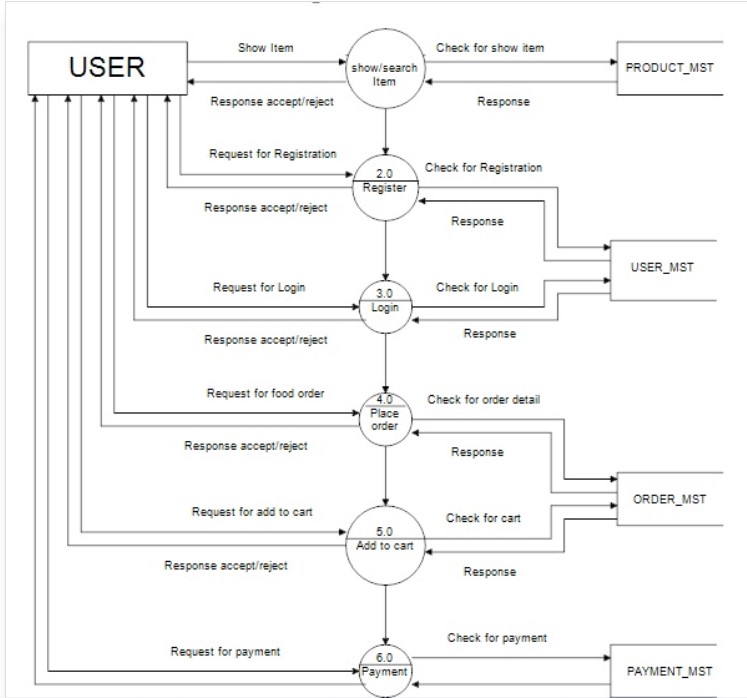 Show Item
Check for show item
USER
show/search
Item
PRODUCT_MST
Response accept/reject
Response
Request for Registration
Check for Registration
2.0
Register
Response accept/reject
Response
USER_MST
Request for Login
Check for Login
3.0
Login
Response accept/reject
Response
Request for food order
Check for order detail
4.0
Place
order
Response accept/reject
Response
ORDER_MST
Request for add to cart
Check for cart
5.0
Add to cart
Response accept/reject
Response
Request for payment
Check for payment
6.0
Payment
PAYMENT_MST